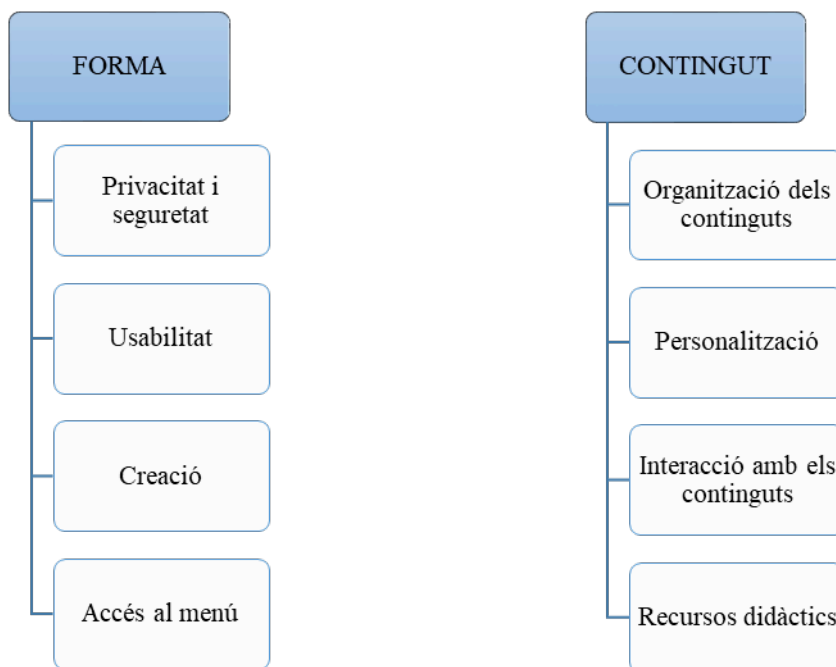 FORMA
Privacitat i
seguretat
Usabilitat
Creació
Accés al menú
CONTINGUT
Organització dels
continguts
Personalització
Interacció amb els
continguts
Recursos didàctics